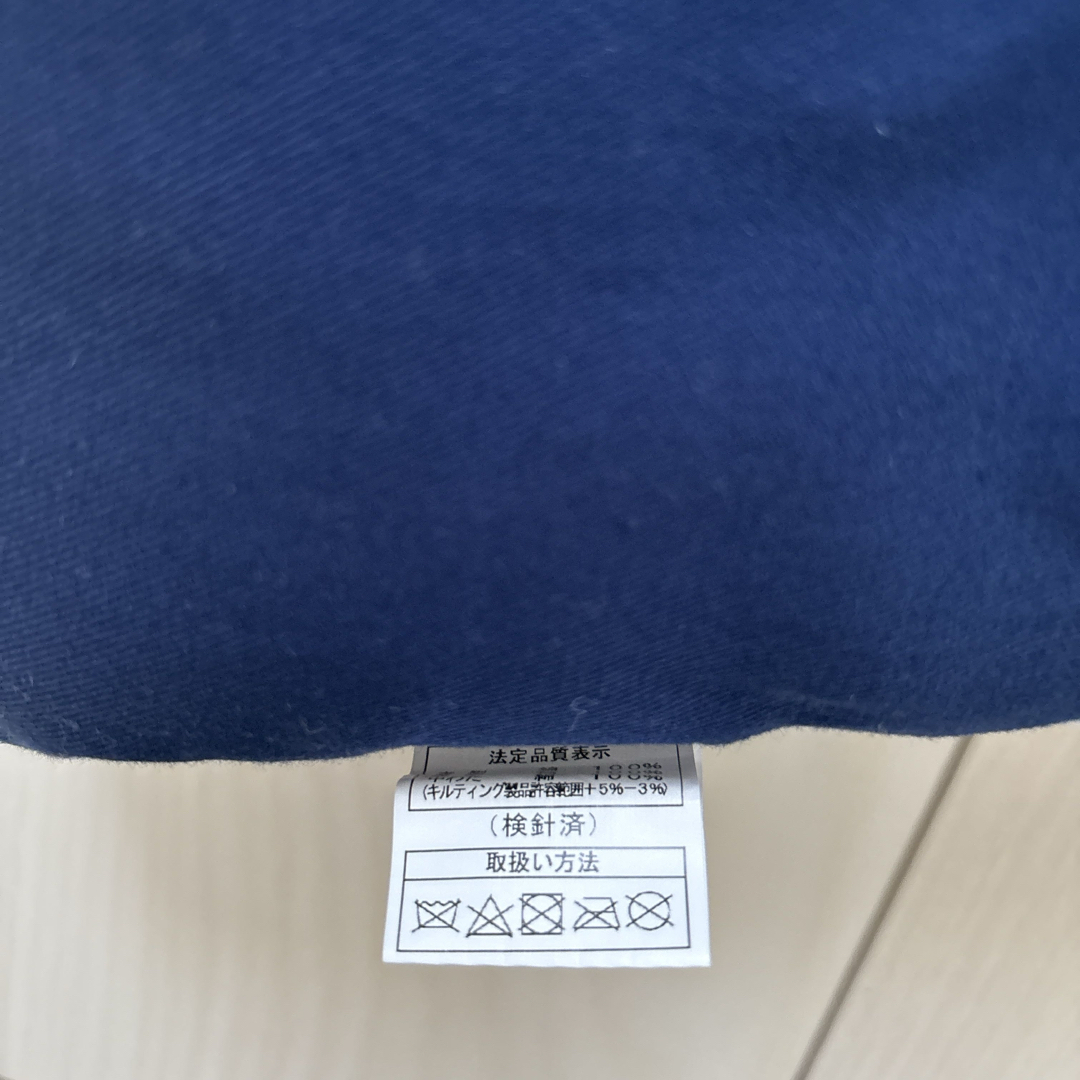 法定品質表示
綿 100%
(キルティング製品許容範囲+5%-3%)
(検針済)
取扱い方法